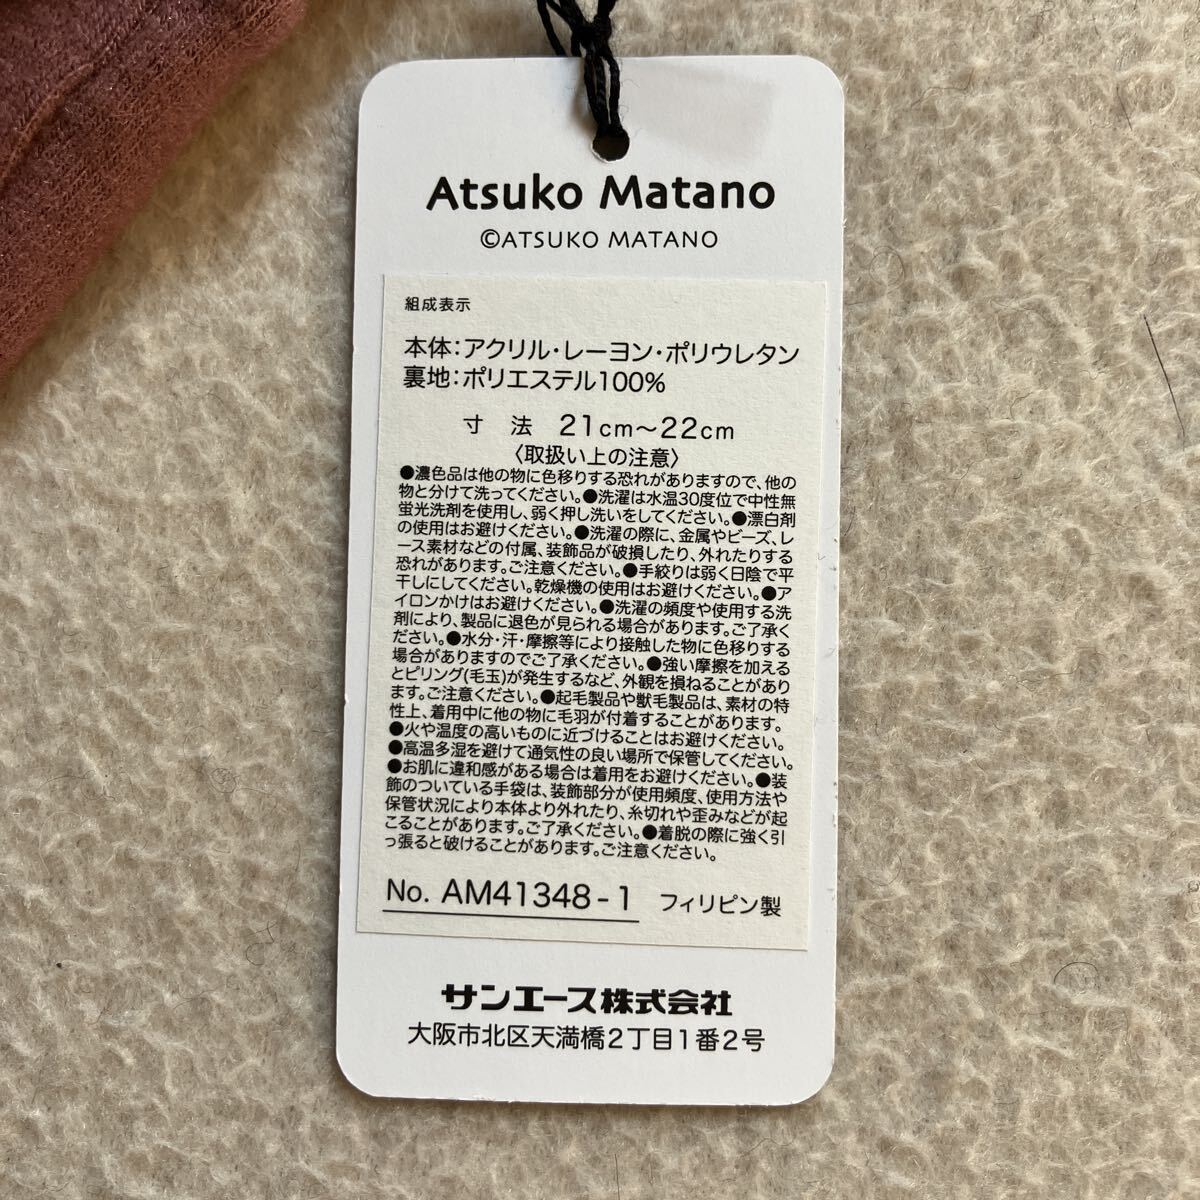 Atsuko Matano
©ATSUKO MATANO
組成表示
本体：アクリル・レーヨン・ポリウレタン
裏地：ポリエステル100%
寸 法 21cm～22cm
〈取扱い上の注意〉
●濃色品は他の物に色移りする恐れがありますので、他の
物と分けて洗ってください。●洗濯は水温30度位で中性無
蛍光洗剤を使用し、弱く押し洗いをしてください。●漂白剤
の使用はお避けください。●洗濯の際に、金属やビーズ、レ
ース素材などの付属、装飾品が破損したり、外れたりする
恐れがあります。ご注意ください。●手絞りは弱く日陰で平
干しにしてください。乾燥機の使用はお避けください。●ア
イロンかけはお避けください。●洗濯の頻度や使用する洗
剤により、製品に退色が見られる場合があります。ご了承く
ださい。●水分・汗・摩擦等により接触した物に色移りする
場合がありますのでご了承ください。●強い摩擦を加える
とピリング(毛玉)が発生するなど、外観を損ねることがあり
ます。ご注意ください。●起毛製品や獣毛製品は、素材の特
性上、着用中に他の物に毛羽が付着することがあります。
●火や温度の高いものに近づけることはお避けください。
●高温多湿を避けて通気性の良い場所で保管してください。
●お肌に違和感がある場合は着用をお避けください。●装
飾のついている手袋は、装飾部分が使用頻度、使用方法や
保管状況により本体より外れたり、糸切れや歪みなどが起
こることがあります。ご了承ください。●着脱の際に強く引
っ張ると破けることがあります。ご注意ください。
No. AM41348-1 フィリピン製
サンエース株式会社
大阪市北区天満橋2丁目1番2号